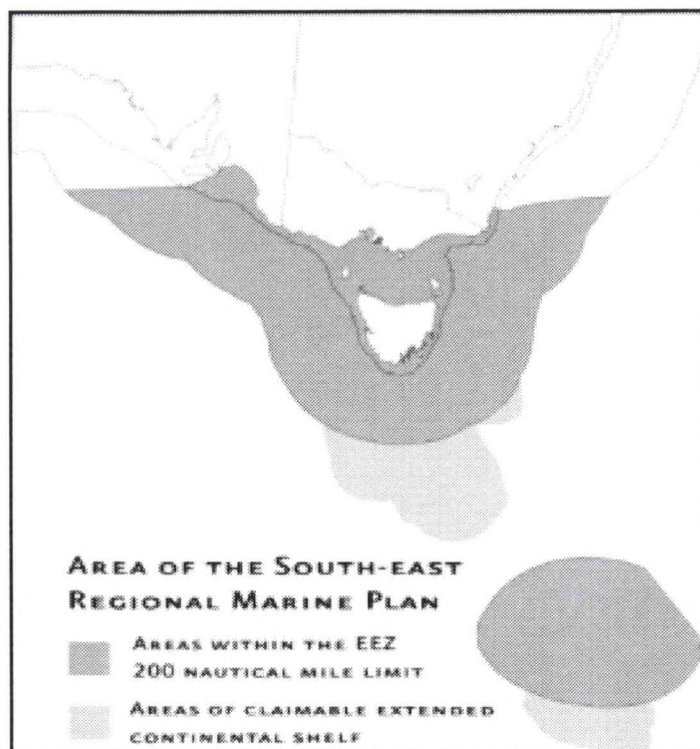 AREA OF THE SOUTH-EAST
REGIONAL MARINE PLAN
AREAS WITHIN THE EEZ
200 NAUTICAL MILE LIMIT
AREAS OF CLAIMABLE EXTENDED
CONTINENTAL SHELF